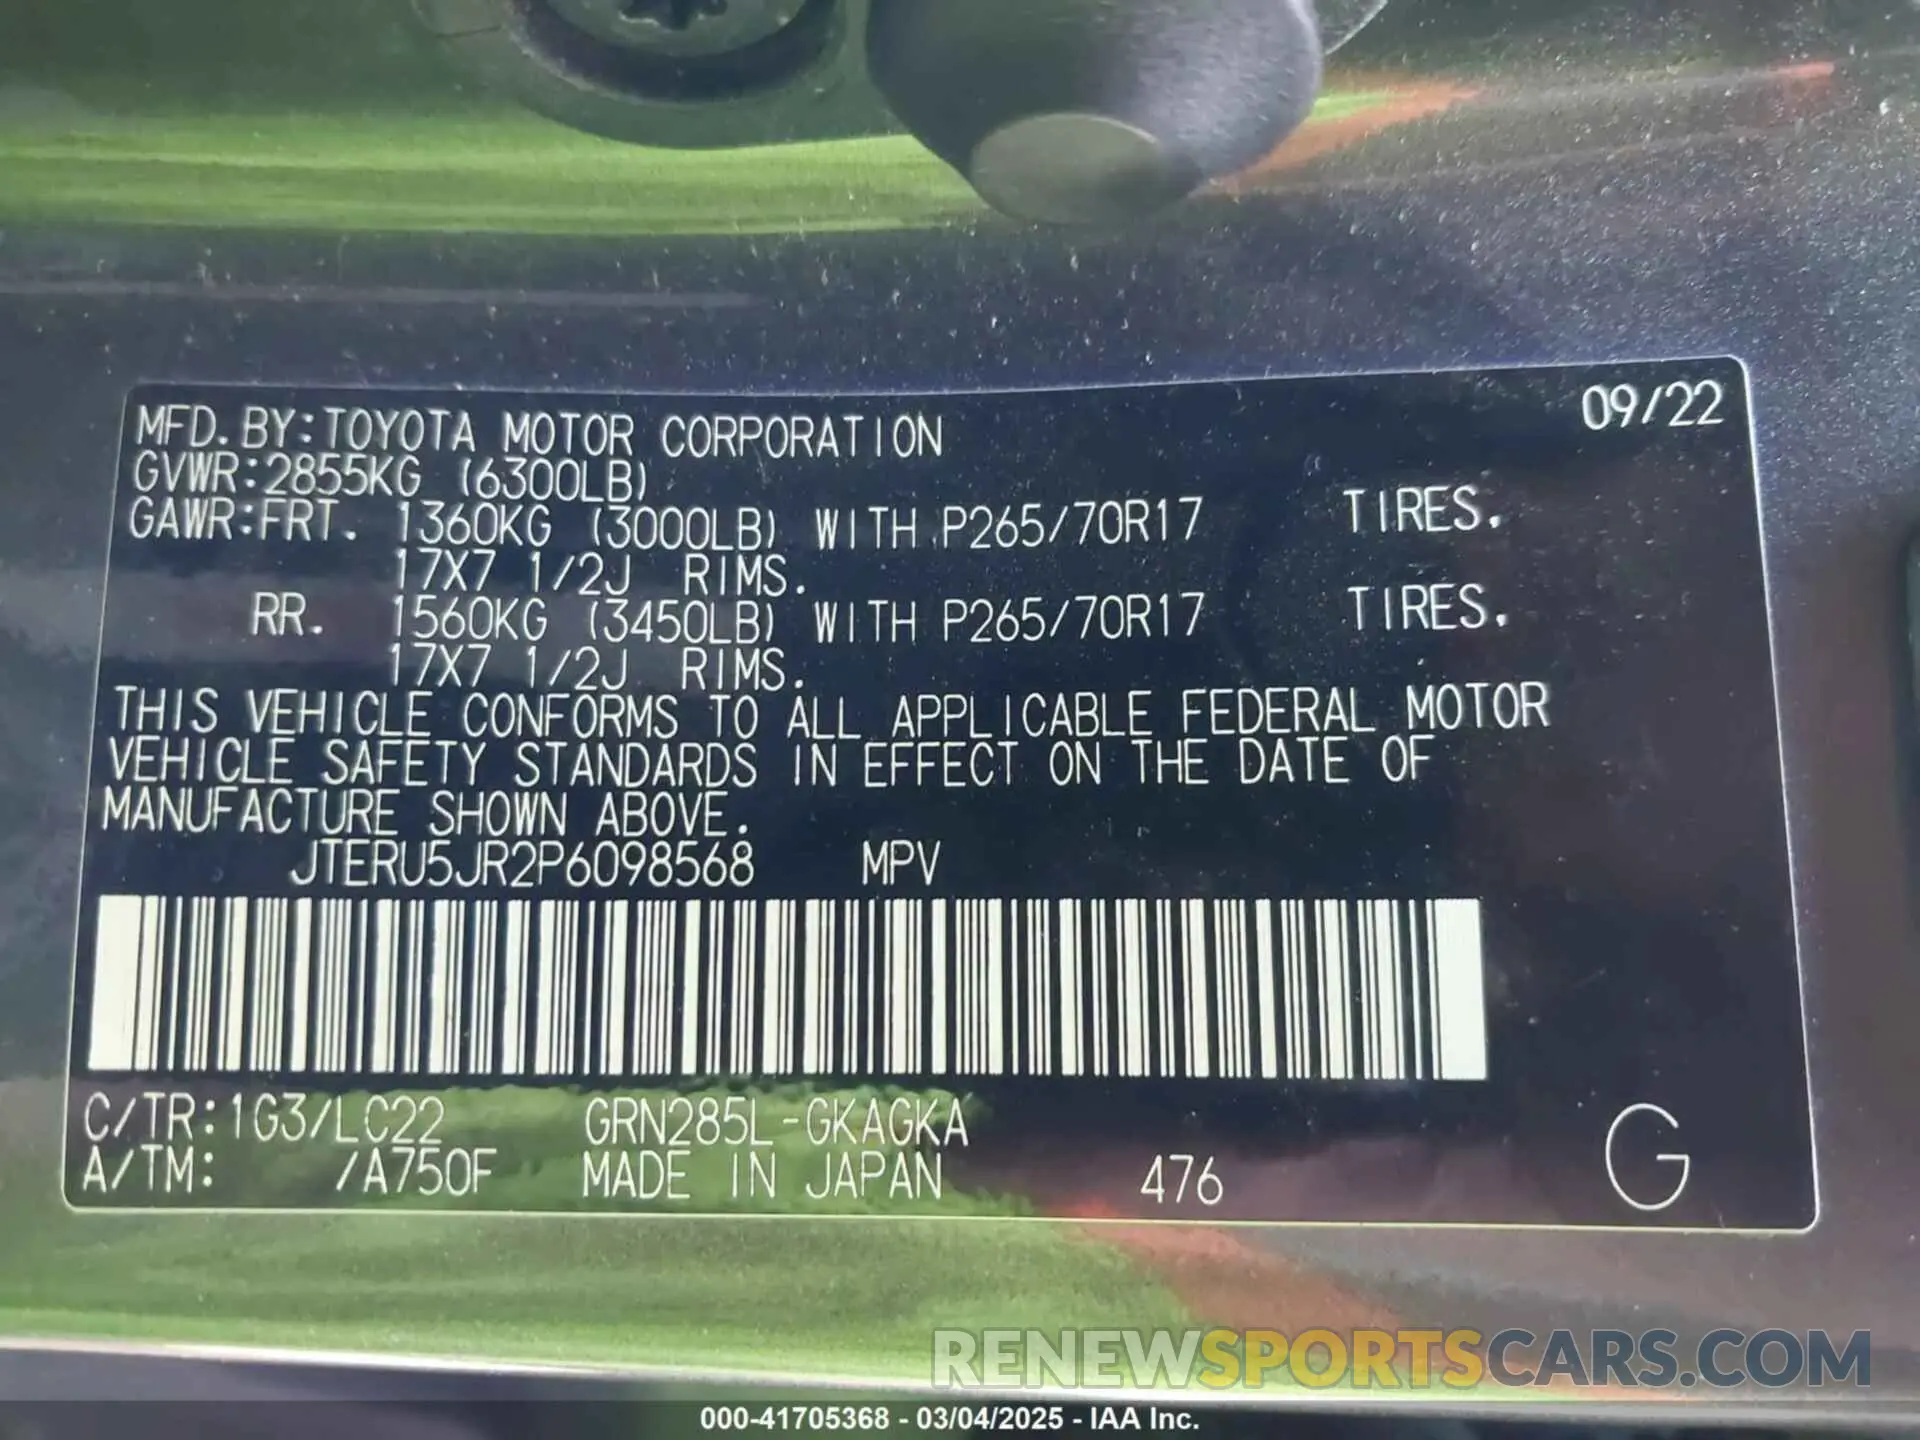 09/22
MFD.BY:TOYOTA MOTOR CORPORATION
GVWR:2855KG (6300LB)
GAWR:FRT. 1360KG (3000LB) WITH P265/70R17 TIRES.
17X7 1/2J RIMS.
RR. 1560KG (3450LB) WITH P265/70R17 TIRES.
17X7 1/2J RIMS.
THIS VEHICLE CONFORMS TO ALL APPLICABLE FEDERAL MOTOR
VEHICLE SAFETY STANDARDS IN EFFECT ON THE DATE OF
MANUFACTURE SHOWN ABOVE.
JTERU5JR2P6098568 MPV
C/TR:1G3/LC22 GRN285L-GKAGKA
A/TM: /A750F MADE IN JAPAN 476 G
RENEWSPORTSCARS.COM
000-41705368 - 03/04/2025 - IAA Inc.